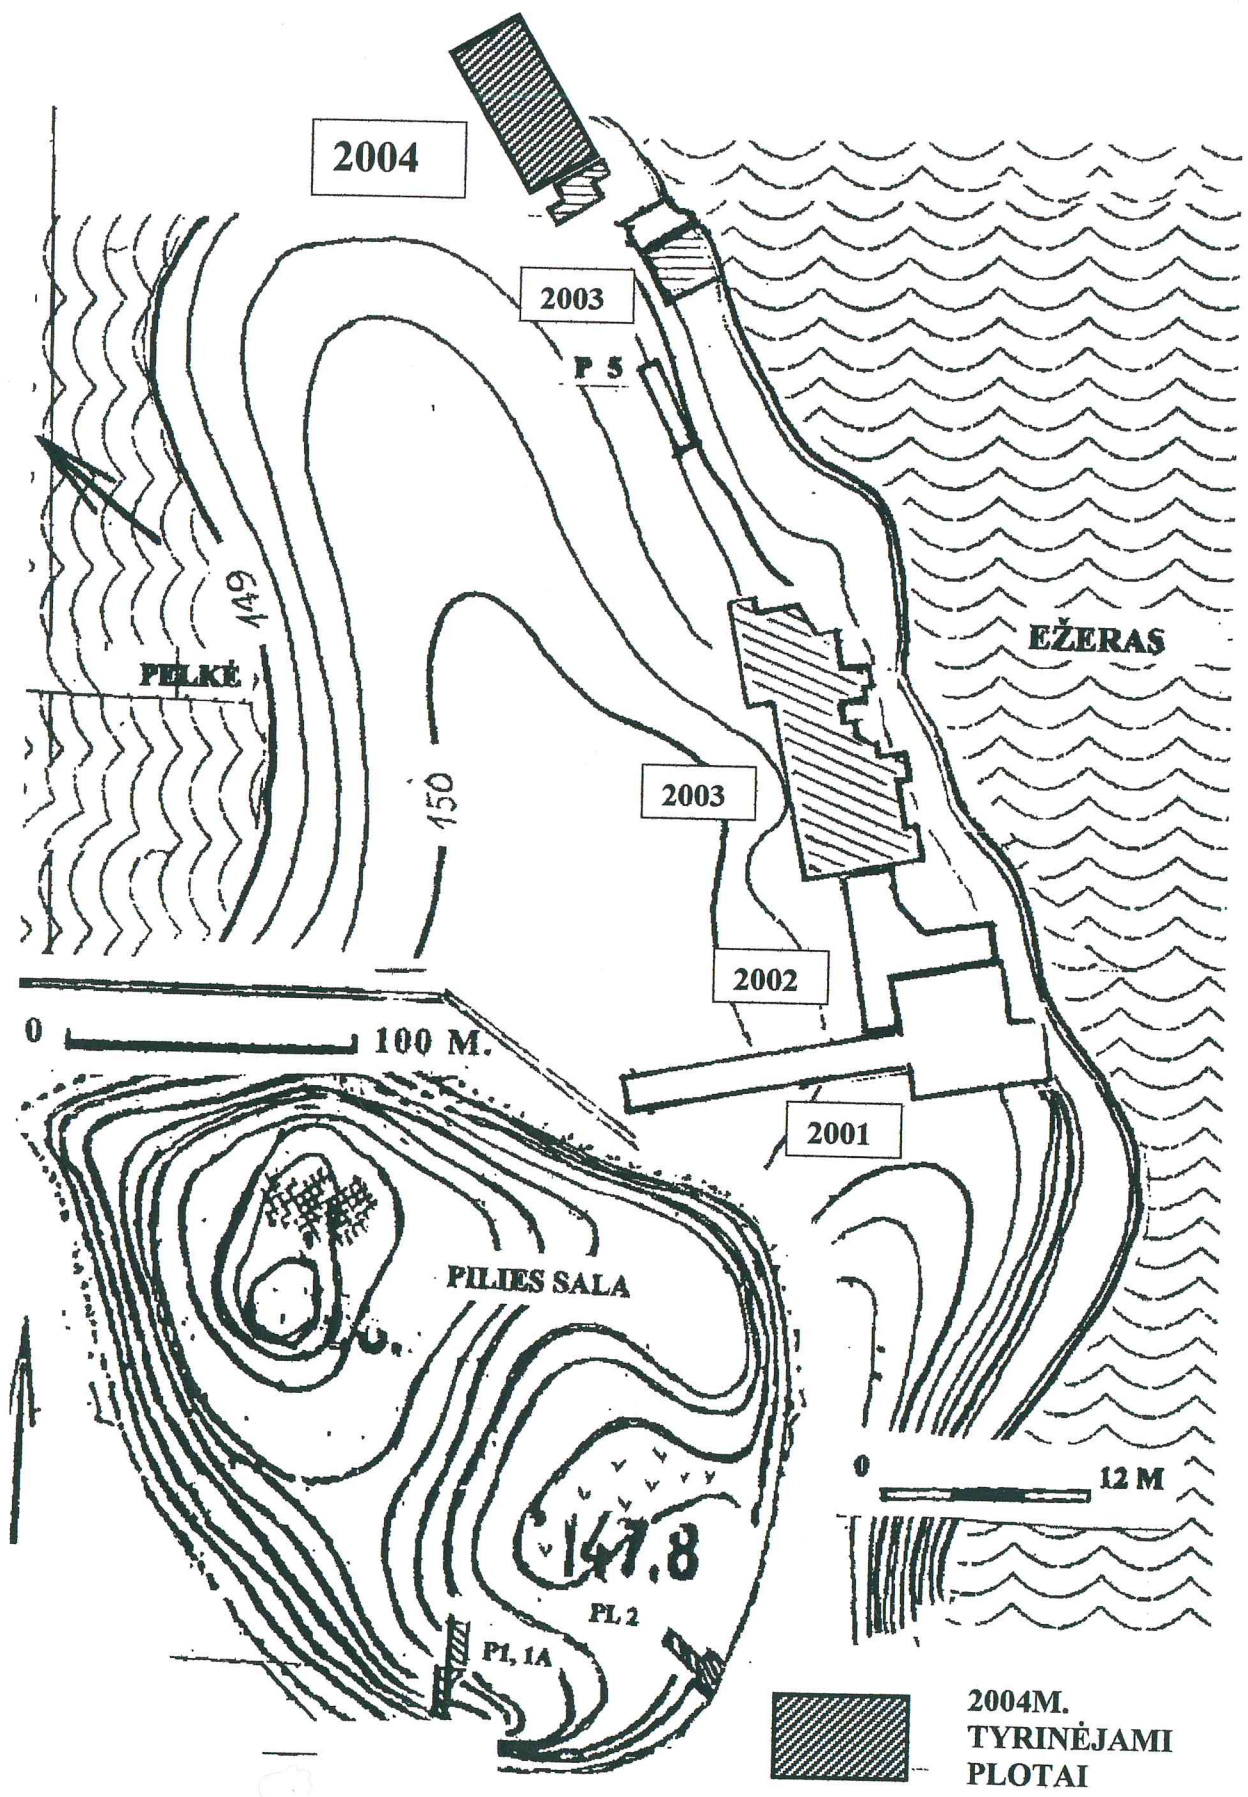 2004
2003
P 5
149
EŽERAS
PELKĖ
150
2003
2002
0 100 M.
2001
PILIES SALA
0 12 M
147.8
PL 2
P1, 1A
2004M.
TYRINĖJAMI
PLOTAI